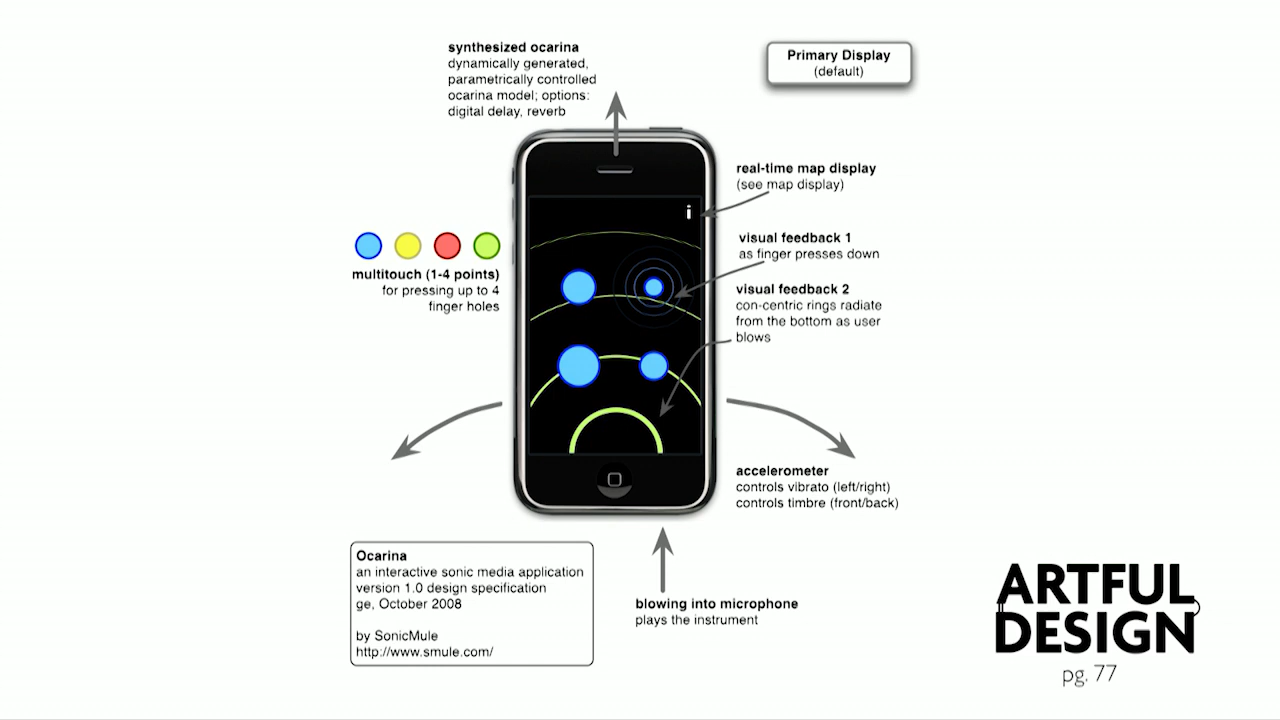 synthesized ocarina
dynamically generated,
parametrically controlled
ocarina model; options:
digital delay, reverb
Primary Display
(default)
real-time map display
(see map display)
i
visual feedback 1
as finger presses down
multitouch (1-4 points)
for pressing up to 4
finger holes
visual feedback 2
con-centric rings radiate
from the bottom as user
blows
accelerometer
controls vibrato (left/right)
controls timbre (front/back)
Ocarina
an interactive sonic media application
version 1.0 design specification
ge, October 2008
by SonicMule
http://www.smule.com/
blowing into microphone
plays the instrument
ARTFUL
DESIGN
pg. 77